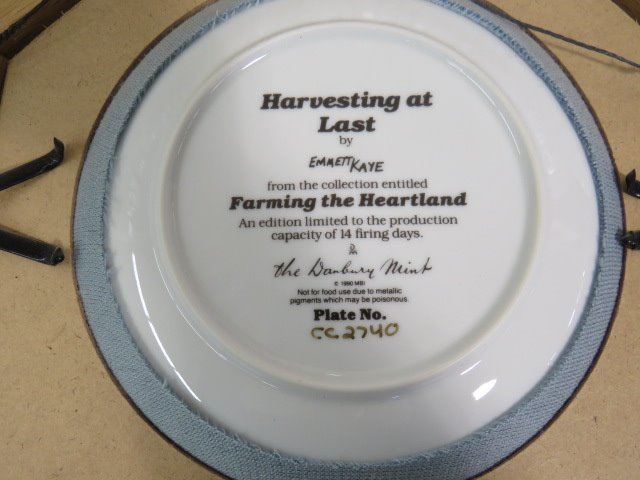 Harvesting at
Last
by
EMMETT KAYE
from the collection entitled
Farming the Heartland
An edition limited to the production
capacity of 14 firing days.
the Danbury Mint
© 1990 MBI
Not for food use due to metallic
pigments which may be poisonous.
Plate No.
CC2740